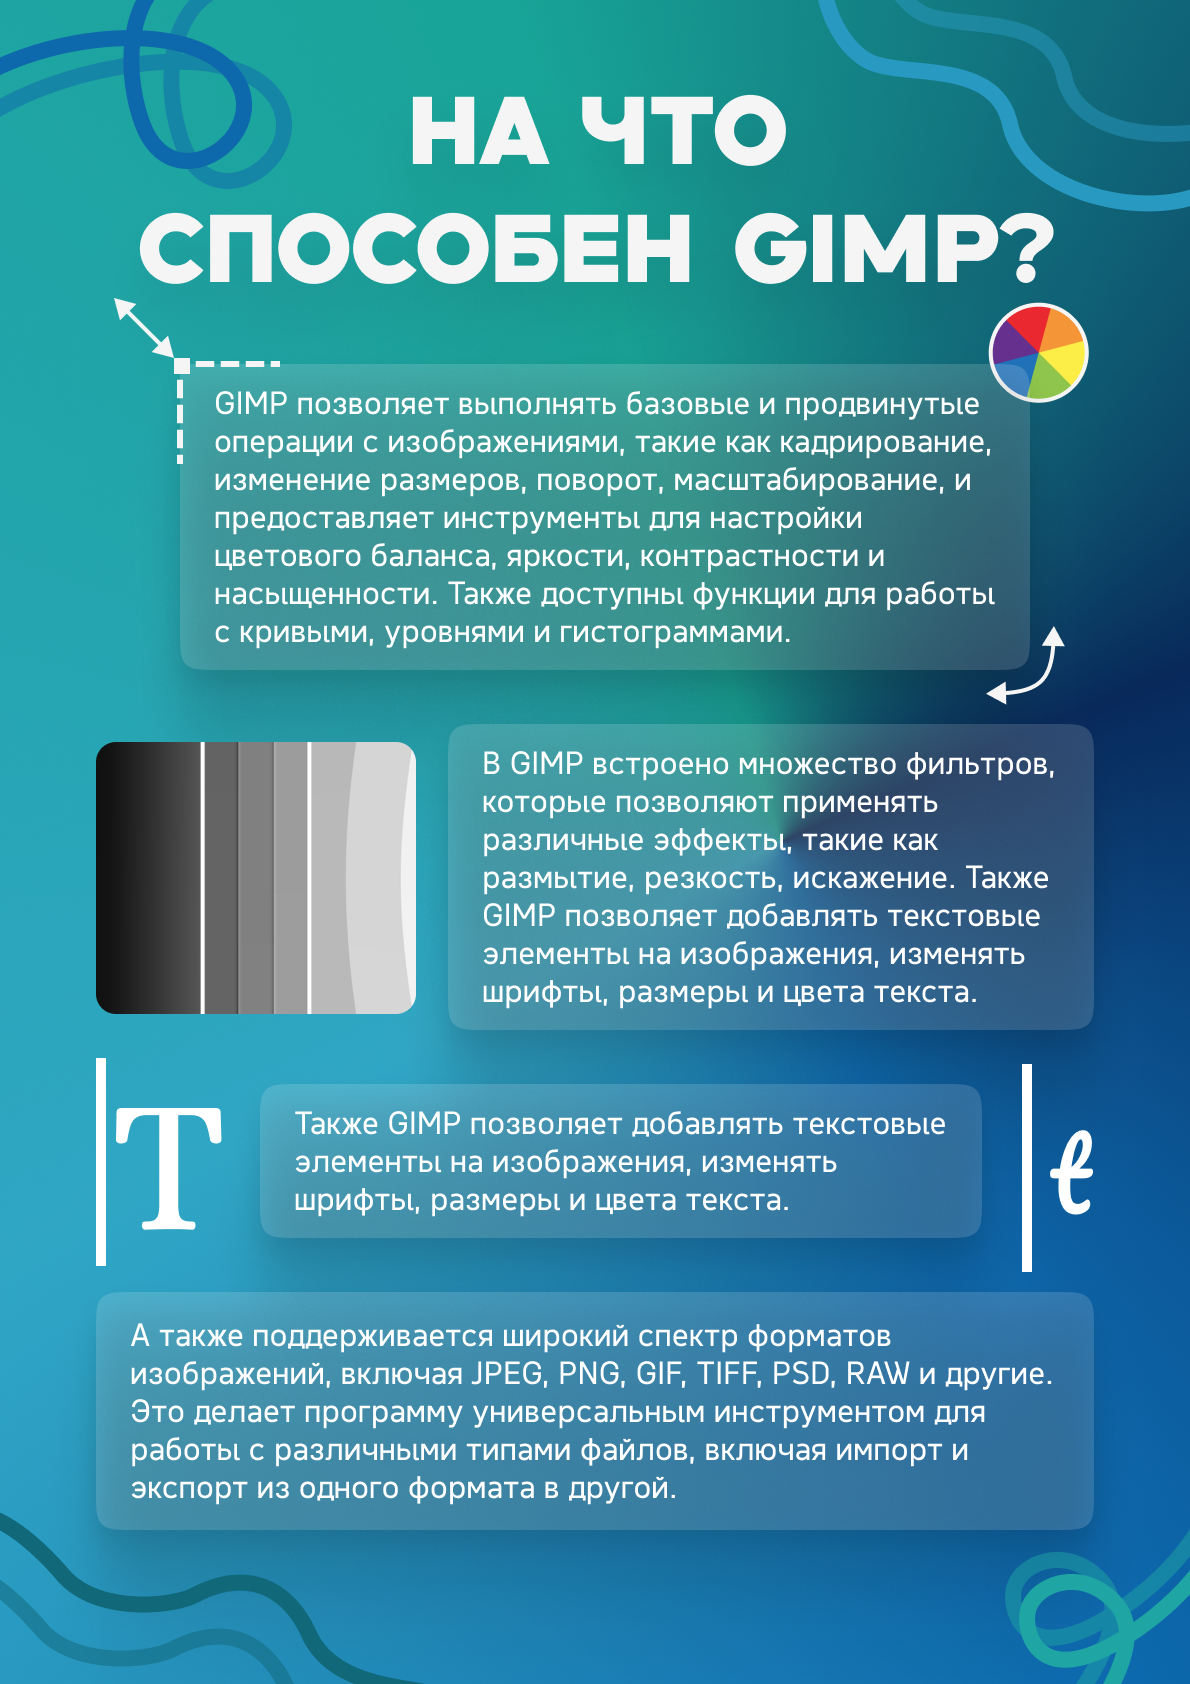 НА ЧТО
СПОСОБЕН GIMP?
GIMP позволяет выполнять базовые и продвинутые
операции с изображениями, такие как кадрирование,
изменение размеров, поворот, масштабирование, и
предоставляет инструменты для настройки
цветового баланса, яркости, контрастности и
насыщенности. Также доступны функции для работы
с кривыми, уровнями и гистограммами.
В GIMP встроено множество фильтров,
которые позволяют применять
различные эффекты, такие как
размытие, резкость, искажение. Также
GIMP позволяет добавлять текстовые
элементы на изображения, изменять
шрифты, размеры и цвета текста.
T
Также GIMP позволяет добавлять текстовые
элементы на изображения, изменять
шрифты, размеры и цвета текста.
t
А также поддерживается широкий спектр форматов
изображений, включая JPEG, PNG, GIF, TIFF, PSD, RAW и другие.
Это делает программу универсальным инструментом для
работы с различными типами файлов, включая импорт и
экспорт из одного формата в другой.